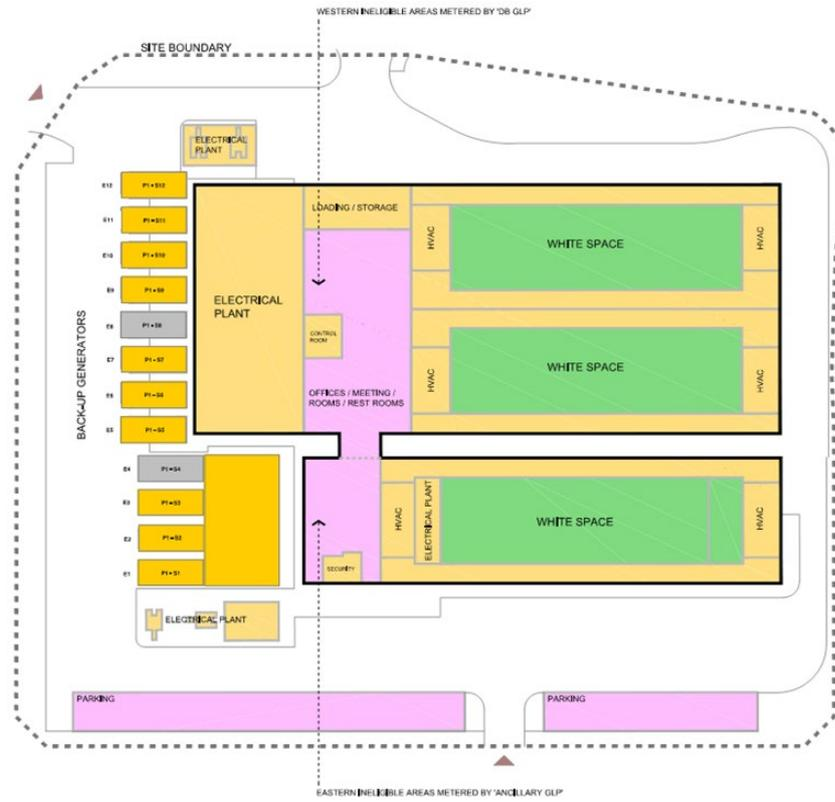 WESTERN INELIGIBLE AREAS METERED BY 'DB GLP'
SITE BOUNDARY
ELECTRICAL
PLANT
E12 P1-S12
E11 P1-S11
E10 P1-S10
E9 P1-S9
E8 P1-S8
E7 P1-S7
E6 P1-S6
E5 P1-S5
E4 P1-S4
E3 P1-S3
E2 P1-S2
E1 P1-S1
BACK-UP GENERATORS
ELECTRICAL
PLANT
LOADING / STORAGE
CONTROL
ROOM
OFFICES / MEETING /
ROOMS / REST ROOMS
HVAC
WHITE SPACE
HVAC
HVAC
WHITE SPACE
HVAC
HVAC
ELECTRICAL PLANT
WHITE SPACE
HVAC
SECURITY
ELECTRICAL PLANT
PARKING
PARKING
EASTERN INELIGIBLE AREAS METERED BY 'ANCILLARY GLP'